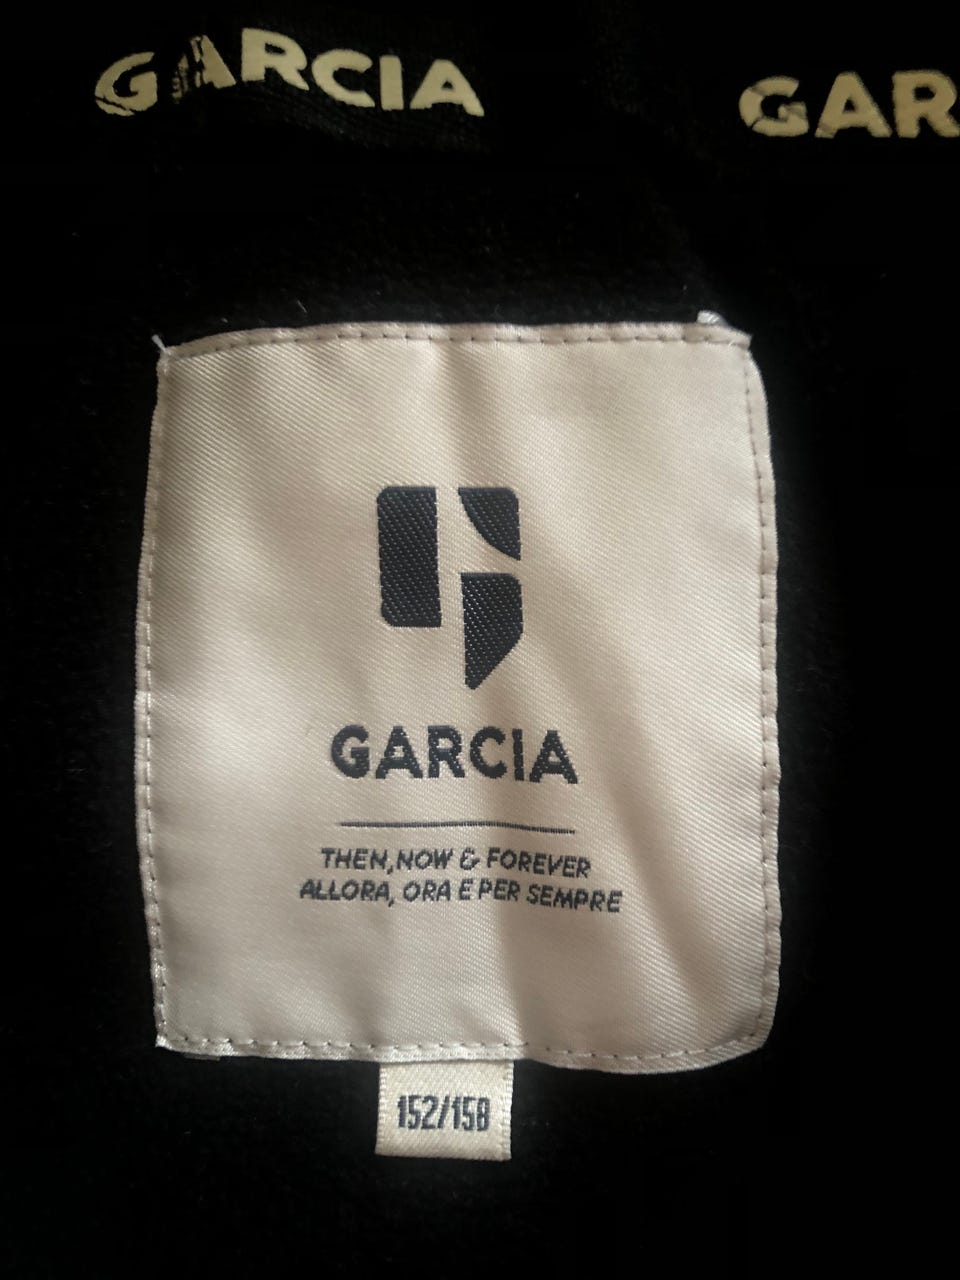 GARCIA GAR
GARCIA
THEN, NOW & FOREVER
ALLORA, ORA E PER SEMPRE
152/158